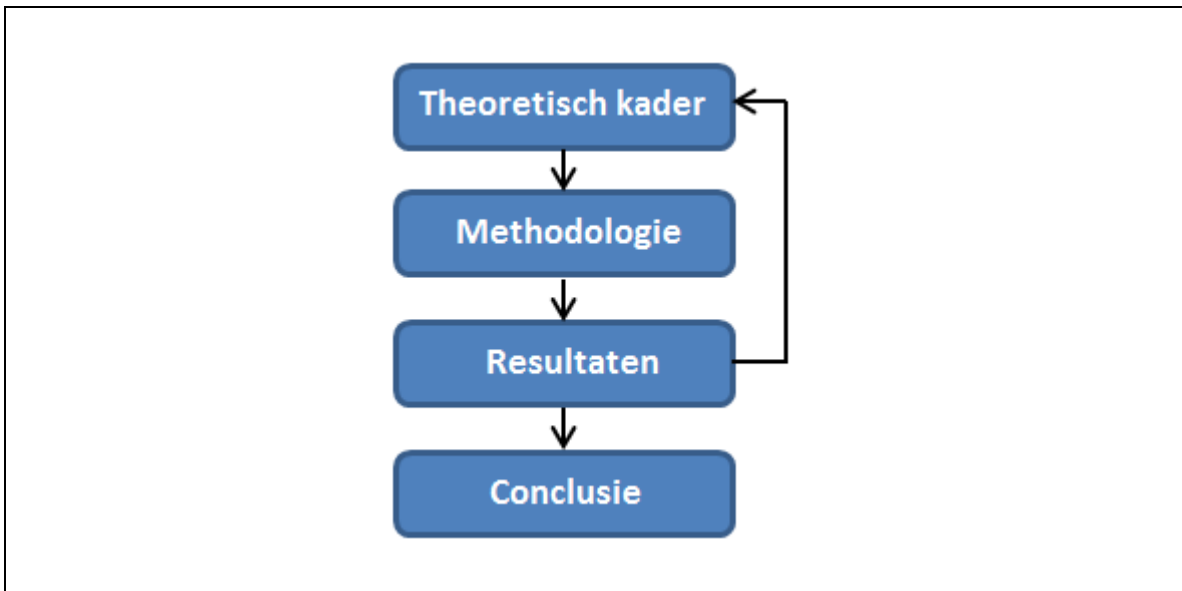 Theoretisch kader
Methodologie
Resultaten
Conclusie